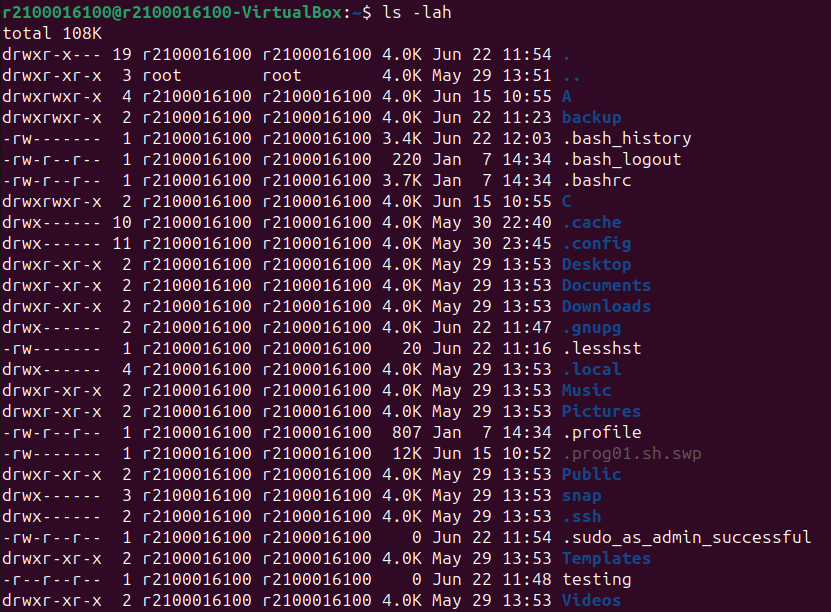 r2100016100@r2100016100-VirtualBox:~$ ls -lah
total 108K
drwxr-x--- 19 r2100016100 r2100016100 4.0K Jun 22 11:54 .
drwxr-xr-x  3 root        root        4.0K May 29 13:51 ..
drwxrwxr-x  4 r2100016100 r2100016100 4.0K Jun 15 10:55 A
drwxrwxr-x  2 r2100016100 r2100016100 4.0K Jun 22 11:23 backup
-rw-------  1 r2100016100 r2100016100 3.4K Jun 22 12:03 .bash_history
-rw-r--r--  1 r2100016100 r2100016100  220 Jan  7 14:34 .bash_logout
-rw-r--r--  1 r2100016100 r2100016100 3.7K Jan  7 14:34 .bashrc
drwxrwxr-x  2 r2100016100 r2100016100 4.0K Jun 15 10:55 C
drwx------ 10 r2100016100 r2100016100 4.0K May 30 22:40 .cache
drwx------ 11 r2100016100 r2100016100 4.0K May 30 23:45 .config
drwxr-xr-x  2 r2100016100 r2100016100 4.0K May 29 13:53 Desktop
drwxr-xr-x  2 r2100016100 r2100016100 4.0K May 29 13:53 Documents
drwxr-xr-x  2 r2100016100 r2100016100 4.0K May 29 13:53 Downloads
drwx------  2 r2100016100 r2100016100 4.0K Jun 22 11:47 .gnupg
-rw-------  1 r2100016100 r2100016100   20 Jun 22 11:16 .lesshst
drwx------  4 r2100016100 r2100016100 4.0K May 29 13:53 .local
drwxr-xr-x  2 r2100016100 r2100016100 4.0K May 29 13:53 Music
drwxr-xr-x  2 r2100016100 r2100016100 4.0K May 29 13:53 Pictures
-rw-r--r--  1 r2100016100 r2100016100  807 Jan  7 14:34 .profile
-rw-------  1 r2100016100 r2100016100  12K Jun 15 10:52 .prog01.sh.swp
drwxr-xr-x  2 r2100016100 r2100016100 4.0K May 29 13:53 Public
drwx------  3 r2100016100 r2100016100 4.0K May 29 13:53 snap
drwx------  2 r2100016100 r2100016100 4.0K May 29 13:53 .ssh
-rw-r--r--  1 r2100016100 r2100016100    0 Jun 22 11:54 .sudo_as_admin_successful
drwxr-xr-x  2 r2100016100 r2100016100 4.0K May 29 13:53 Templates
-r--r--r--  1 r2100016100 r2100016100    0 Jun 22 11:48 testing
drwxr-xr-x  2 r2100016100 r2100016100 4.0K May 29 13:53 Videos